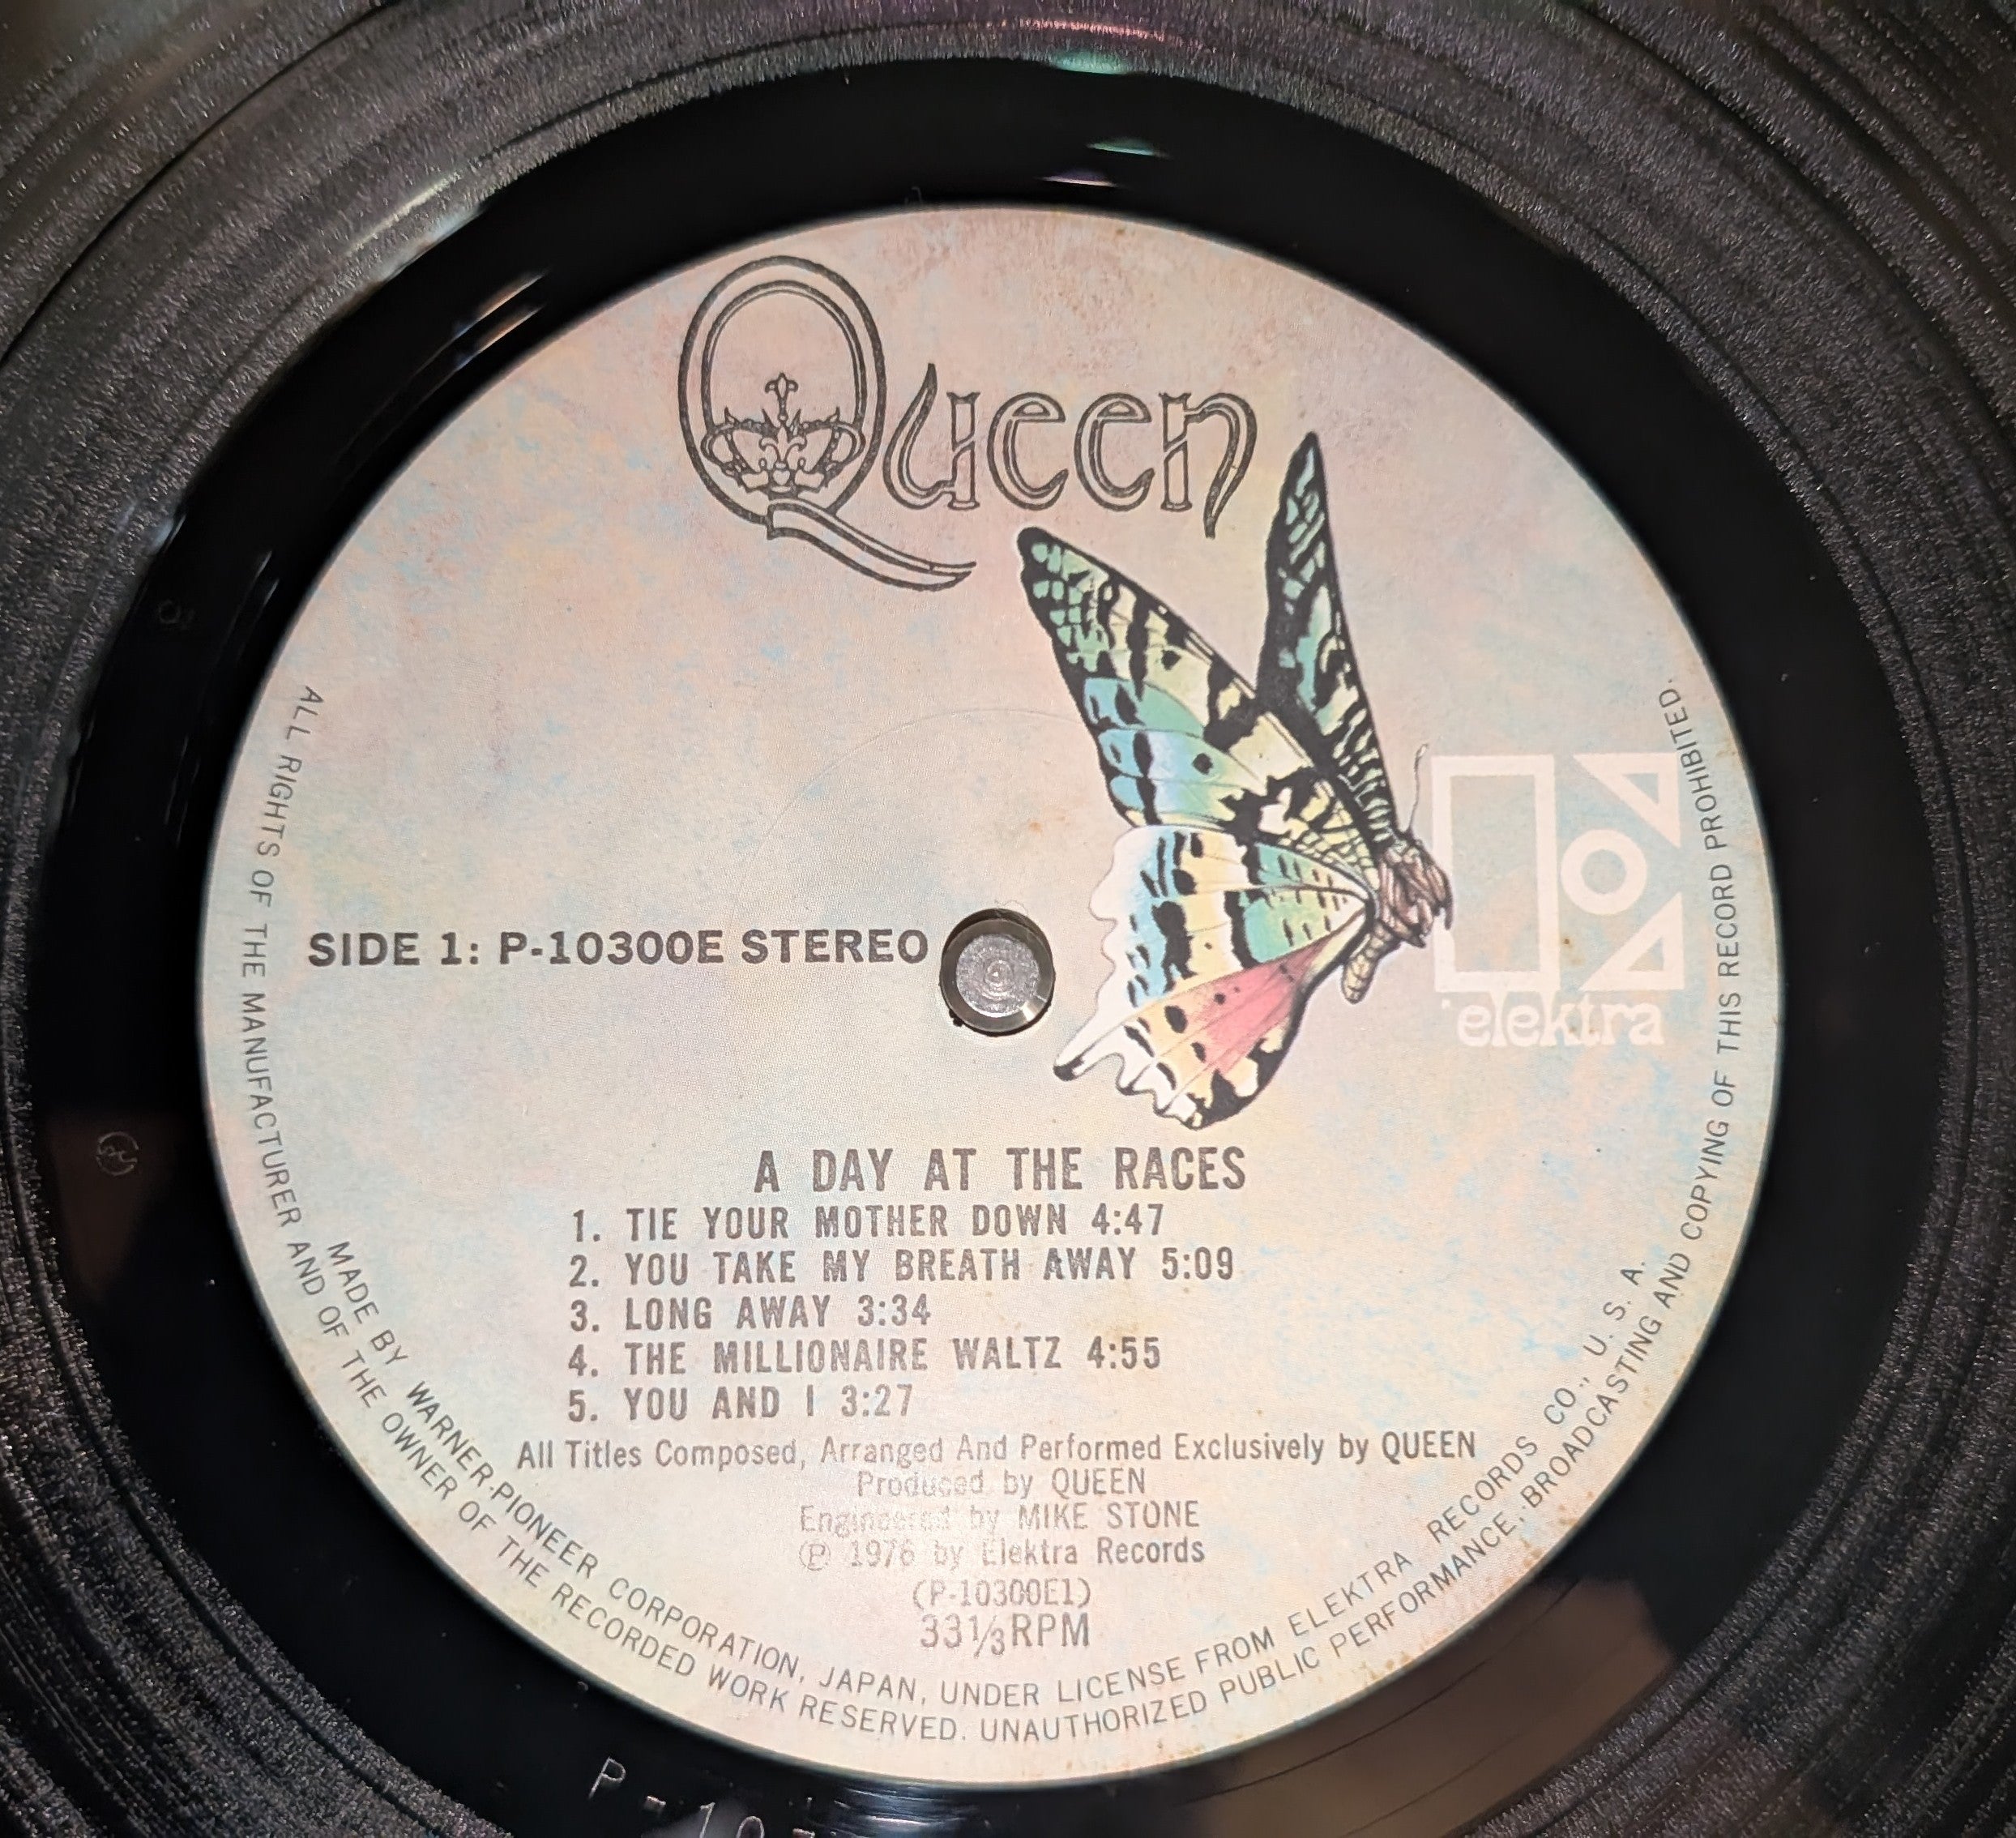 Queen
elektra
SIDE 1: P-10300E STEREO
A DAY AT THE RACES
1. TIE YOUR MOTHER DOWN 4:47
2. YOU TAKE MY BREATH AWAY 5:09
3. LONG AWAY 3:34
4. THE MILLIONAIRE WALTZ 4:55
5. YOU AND I 3:27
All Titles Composed, Arranged And Performed Exclusively by QUEEN
Produced by QUEEN
Engineered by MIKE STONE
Ⓟ 1976 by Elektra Records
(P-10300E1)
33⅓RPM
MADE BY WARNER-PIONEER CORPORATION, JAPAN, UNDER LICENSE FROM ELEKTRA RECORDS CO., U. S. A.
ALL RIGHTS OF THE MANUFACTURER AND OF THE OWNER OF THE RECORDED WORK RESERVED. UNAUTHORIZED PUBLIC PERFORMANCE, BROADCASTING AND COPYING OF THIS RECORD PROHIBITED.